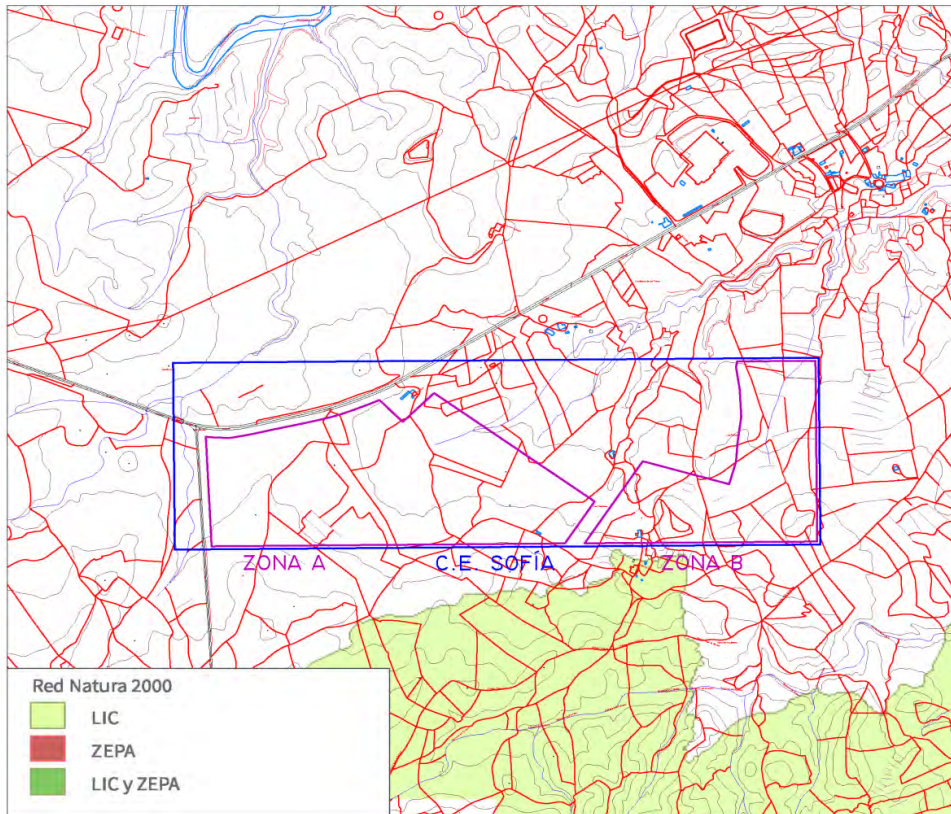 ZONA A
C.E. SOFÍA
ZONA B
Red Natura 2000
LIC
ZEPA
LIC y ZEPA